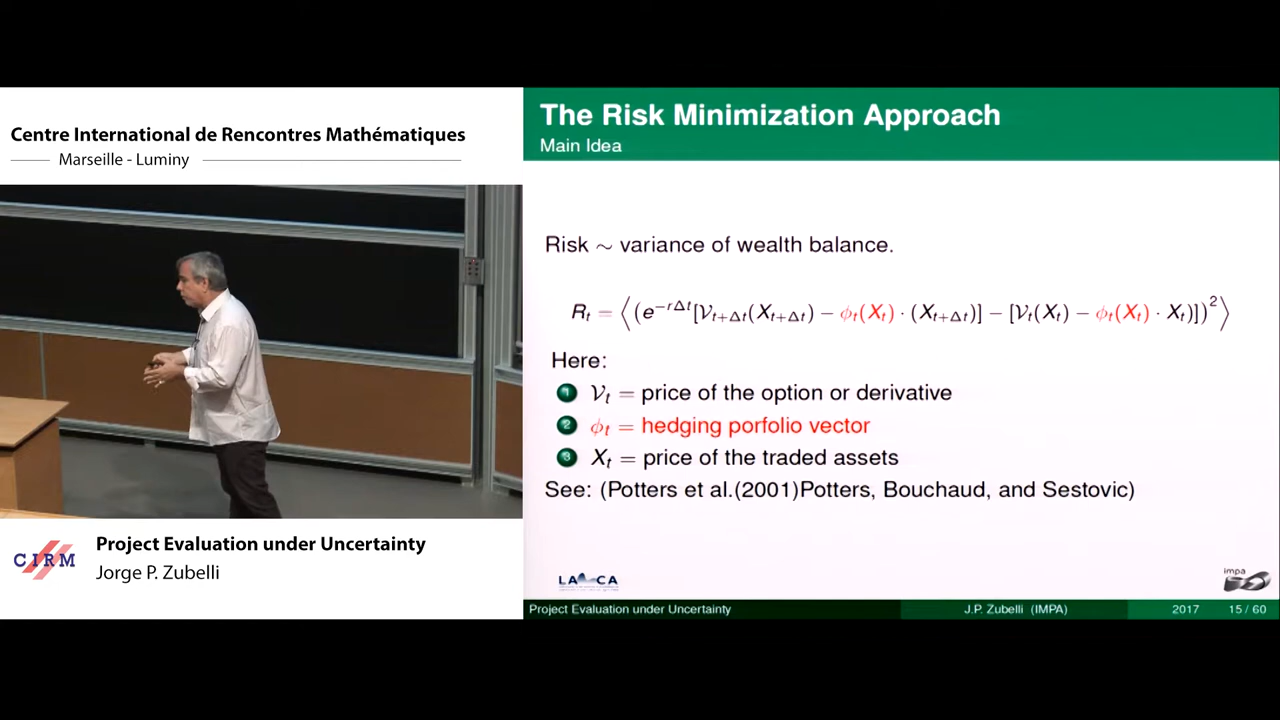 Centre International de Rencontres Mathématiques
Marseille - Luminy
CIRM
Project Evaluation under Uncertainty
Jorge P. Zubelli
The Risk Minimization Approach
Main Idea
Risk ∼ variance of wealth balance.
R_t = ⟨(e^{−rΔt}[𝒱_{t+Δt}(X_{t+Δt}) − ϕ_t(X_t) · (X_{t+Δt})] − [𝒱_t(X_t) − ϕ_t(X_t) · X_t)])^2⟩
Here:
1 𝒱_t = price of the option or derivative
2 ϕ_t = hedging porfolio vector
3 X_t = price of the traded assets
See: (Potters et al.(2001)Potters, Bouchaud, and Sestovic)
impa
Project Evaluation under Uncertainty
J.P. Zubelli (IMPA)
2017
15 / 60